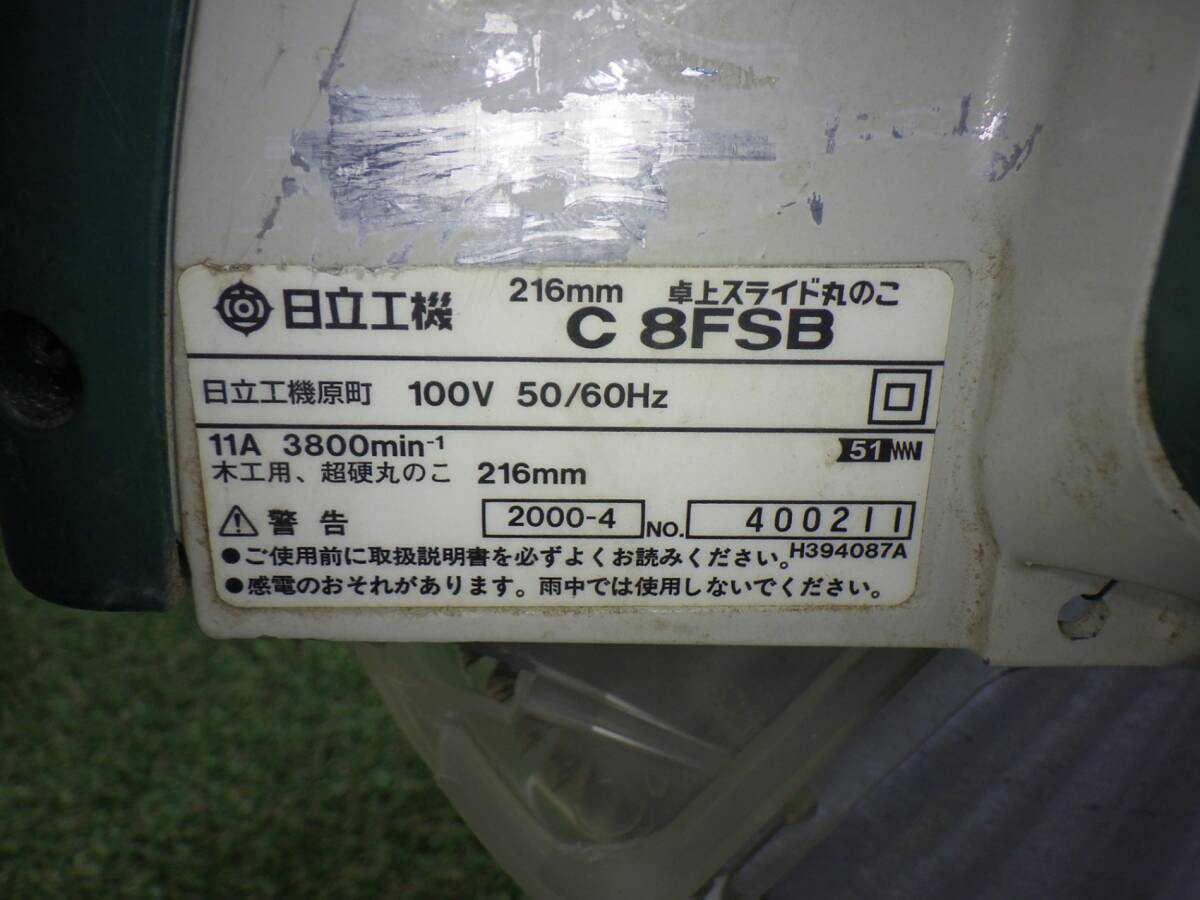 日立工機 216mm 卓上スライド丸のこ
C 8FSB
日立工機原町 100V 50/60Hz
11A 3800min-1
51
木工用、超硬丸のこ 216mm
警告 2000-4 NO. 400211
●ご使用前に取扱説明書を必ずよくお読みください。H394087A
●感電のおそれがあります。雨中では使用しないでください。